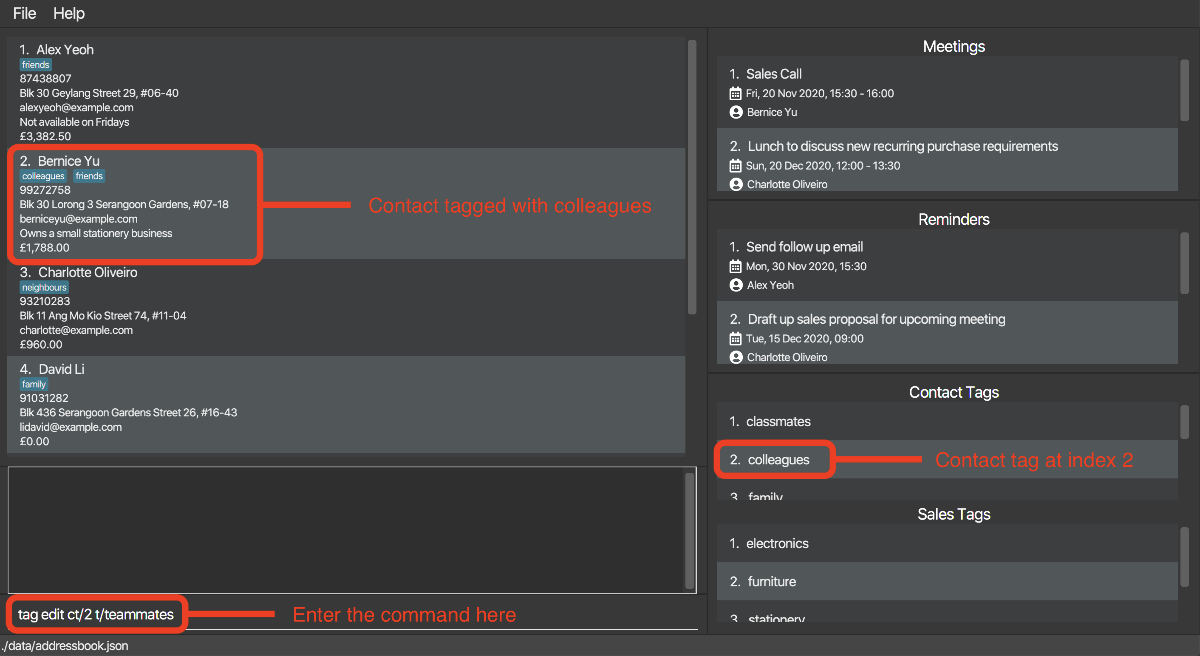 File Help
1. Alex Yeoh
friends
87438807
Blk 30 Geylang Street 29, #06-40
alexyeoh@example.com
Not available on Fridays
£3,382.50
2. Bernice Yu
colleagues friends
99272758
Blk 30 Lorong 3 Serangoon Gardens, #07-18
berniceyu@example.com
Owns a small stationery business
£1,788.00
Contact tagged with colleagues
3. Charlotte Oliveiro
neighbours
93210283
Blk 11 Ang Mo Kio Street 74, #11-04
charlotte@example.com
£960.00
4. David Li
family
91031282
Blk 436 Serangoon Gardens Street 26, #16-43
lidavid@example.com
£0.00
tag edit ct/2 t/teammates
Enter the command here
./data/addressbook.json
Meetings
1. Sales Call
Fri, 20 Nov 2020, 15:30 - 16:00
Bernice Yu
2. Lunch to discuss new recurring purchase requirements
Sun, 20 Dec 2020, 12:00 - 13:30
Charlotte Oliveiro
Reminders
1. Send follow up email
Mon, 30 Nov 2020, 15:30
Alex Yeoh
2. Draft up sales proposal for upcoming meeting
Tue, 15 Dec 2020, 09:00
Charlotte Oliveiro
Contact Tags
1. classmates
2. colleagues
Contact tag at index 2
3. family
Sales Tags
1. electronics
2. furniture
3. stationery